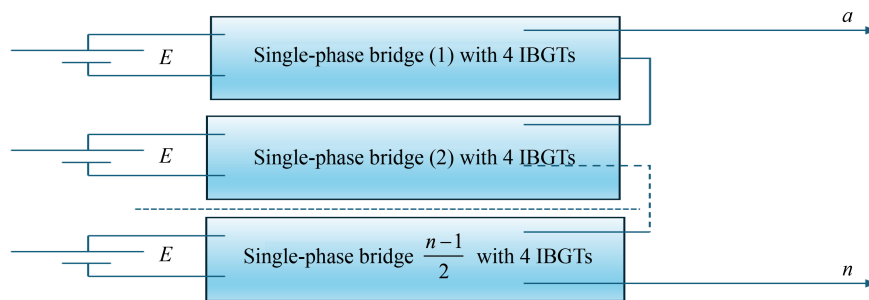 a
E
Single-phase bridge (1) with 4 IBGTs
E
Single-phase bridge (2) with 4 IBGTs
E
Single-phase bridge \frac{n-1}{2} with 4 IBGTs
n